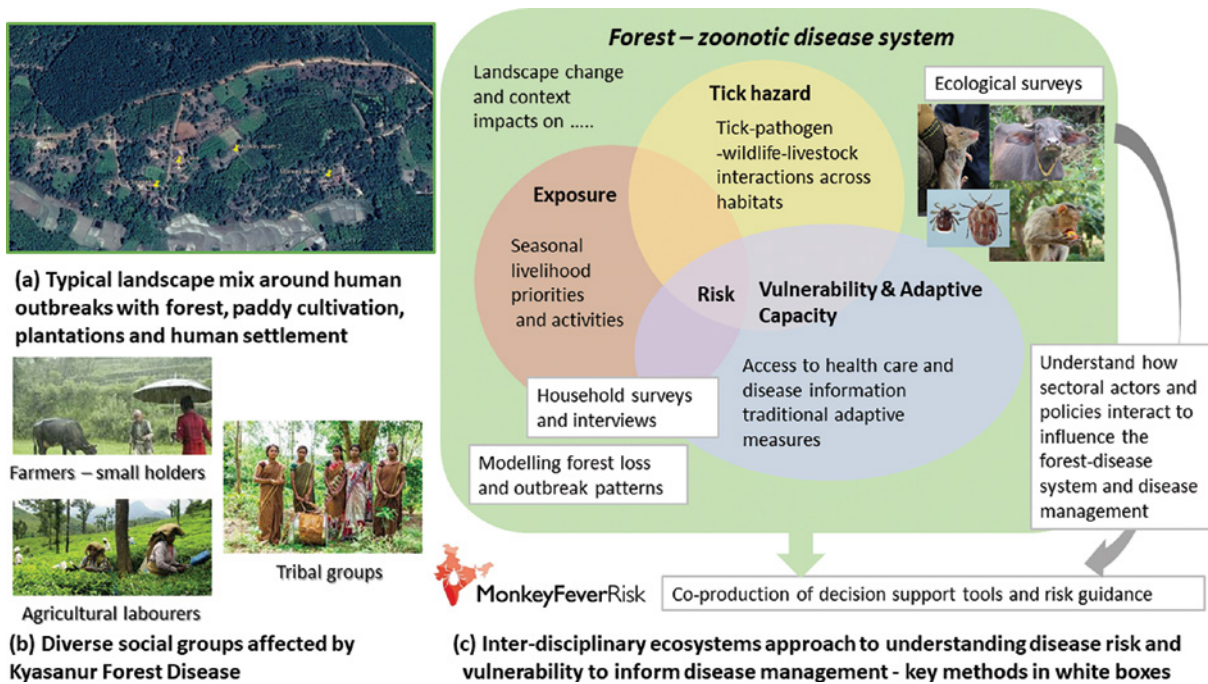 (a) Typical landscape mix around human
outbreaks with forest, paddy cultivation,
plantations and human settlement
Farmers – small holders
Agricultural labourers
Tribal groups
(b) Diverse social groups affected by
Kyasanur Forest Disease
Forest – zoonotic disease system
Landscape change
and context
impacts on .....
Tick hazard
Tick-pathogen
-wildlife-livestock
interactions across
habitats
Ecological surveys
Exposure
Seasonal
livelihood
priorities
and activities
Risk
Vulnerability & Adaptive
Capacity
Access to health care and
disease information
traditional adaptive
measures
Household surveys
and interviews
Modelling forest loss
and outbreak patterns
Understand how
sectoral actors and
policies interact to
influence the
forest-disease
system and disease
management
MonkeyFeverRisk
Co-production of decision support tools and risk guidance
(c) Inter-disciplinary ecosystems approach to understanding disease risk and
vulnerability to inform disease management - key methods in white boxes